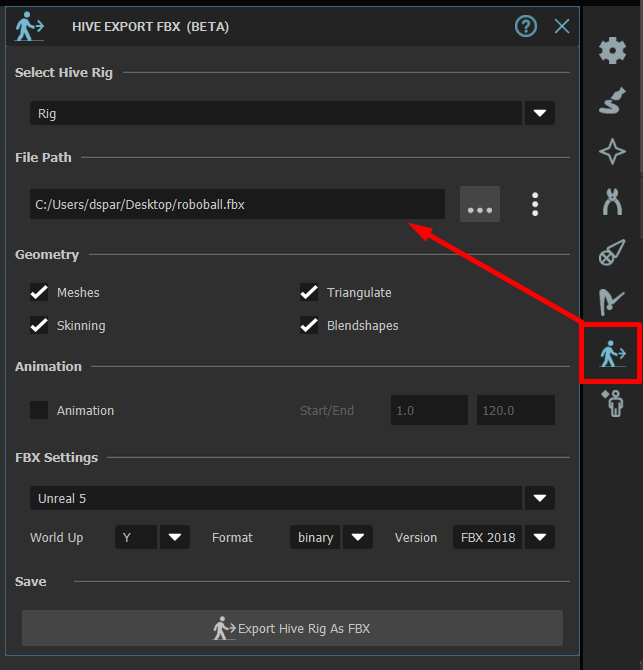 HIVE EXPORT FBX (BETA)
Select Hive Rig
Rig
File Path
C:/Users/dspar/Desktop/roboball.fbx
Geometry
Meshes Triangulate
Skinning Blendshapes
Animation
Animation Start/End 1.0 120.0
FBX Settings
Unreal 5
World Up Y Format binary Version FBX 2018
Save
Export Hive Rig As FBX